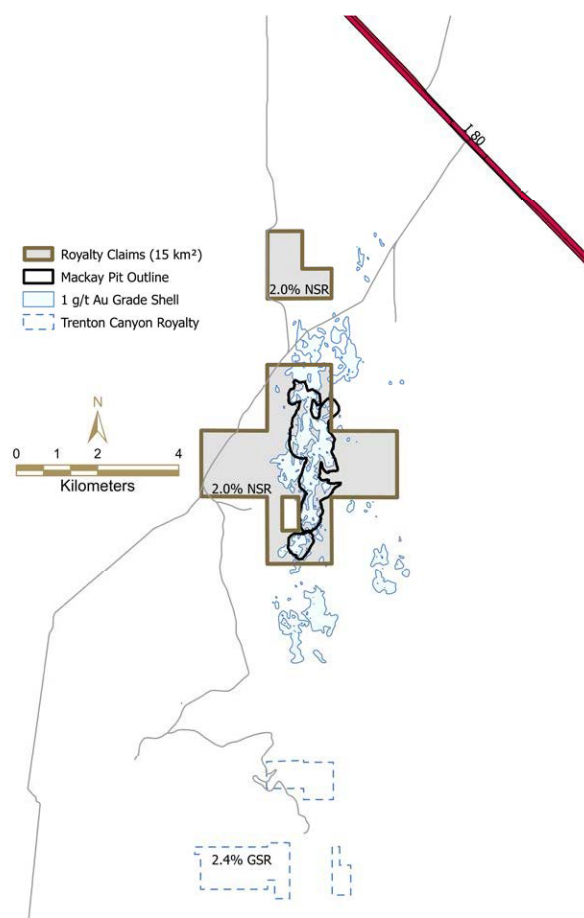 I 80
Royalty Claims (15 km²)
Mackay Pit Outline
1 g/t Au Grade Shell
Trenton Canyon Royalty
2.0% NSR
N
0 1 2 4
Kilometers
2.0% NSR
2.4% GSR